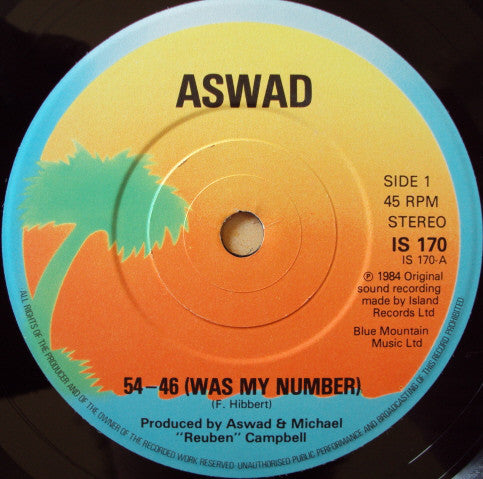 ASWAD
SIDE 1
45 RPM
STEREO
IS 170
IS 170-A
℗ 1984 Original
sound recording
made by Island
Records Ltd
Blue Mountain
Music Ltd
54-46 (WAS MY NUMBER)
(F. Hibbert)
Produced by Aswad & Michael
"Reuben" Campbell
ALL RIGHTS OF THE PRODUCER AND OF THE OWNER OF THE RECORDED WORK RESERVED UNAUTHORISED PUBLIC PERFORMANCE AND BROADCASTING OF THIS RECORD PROHIBITED